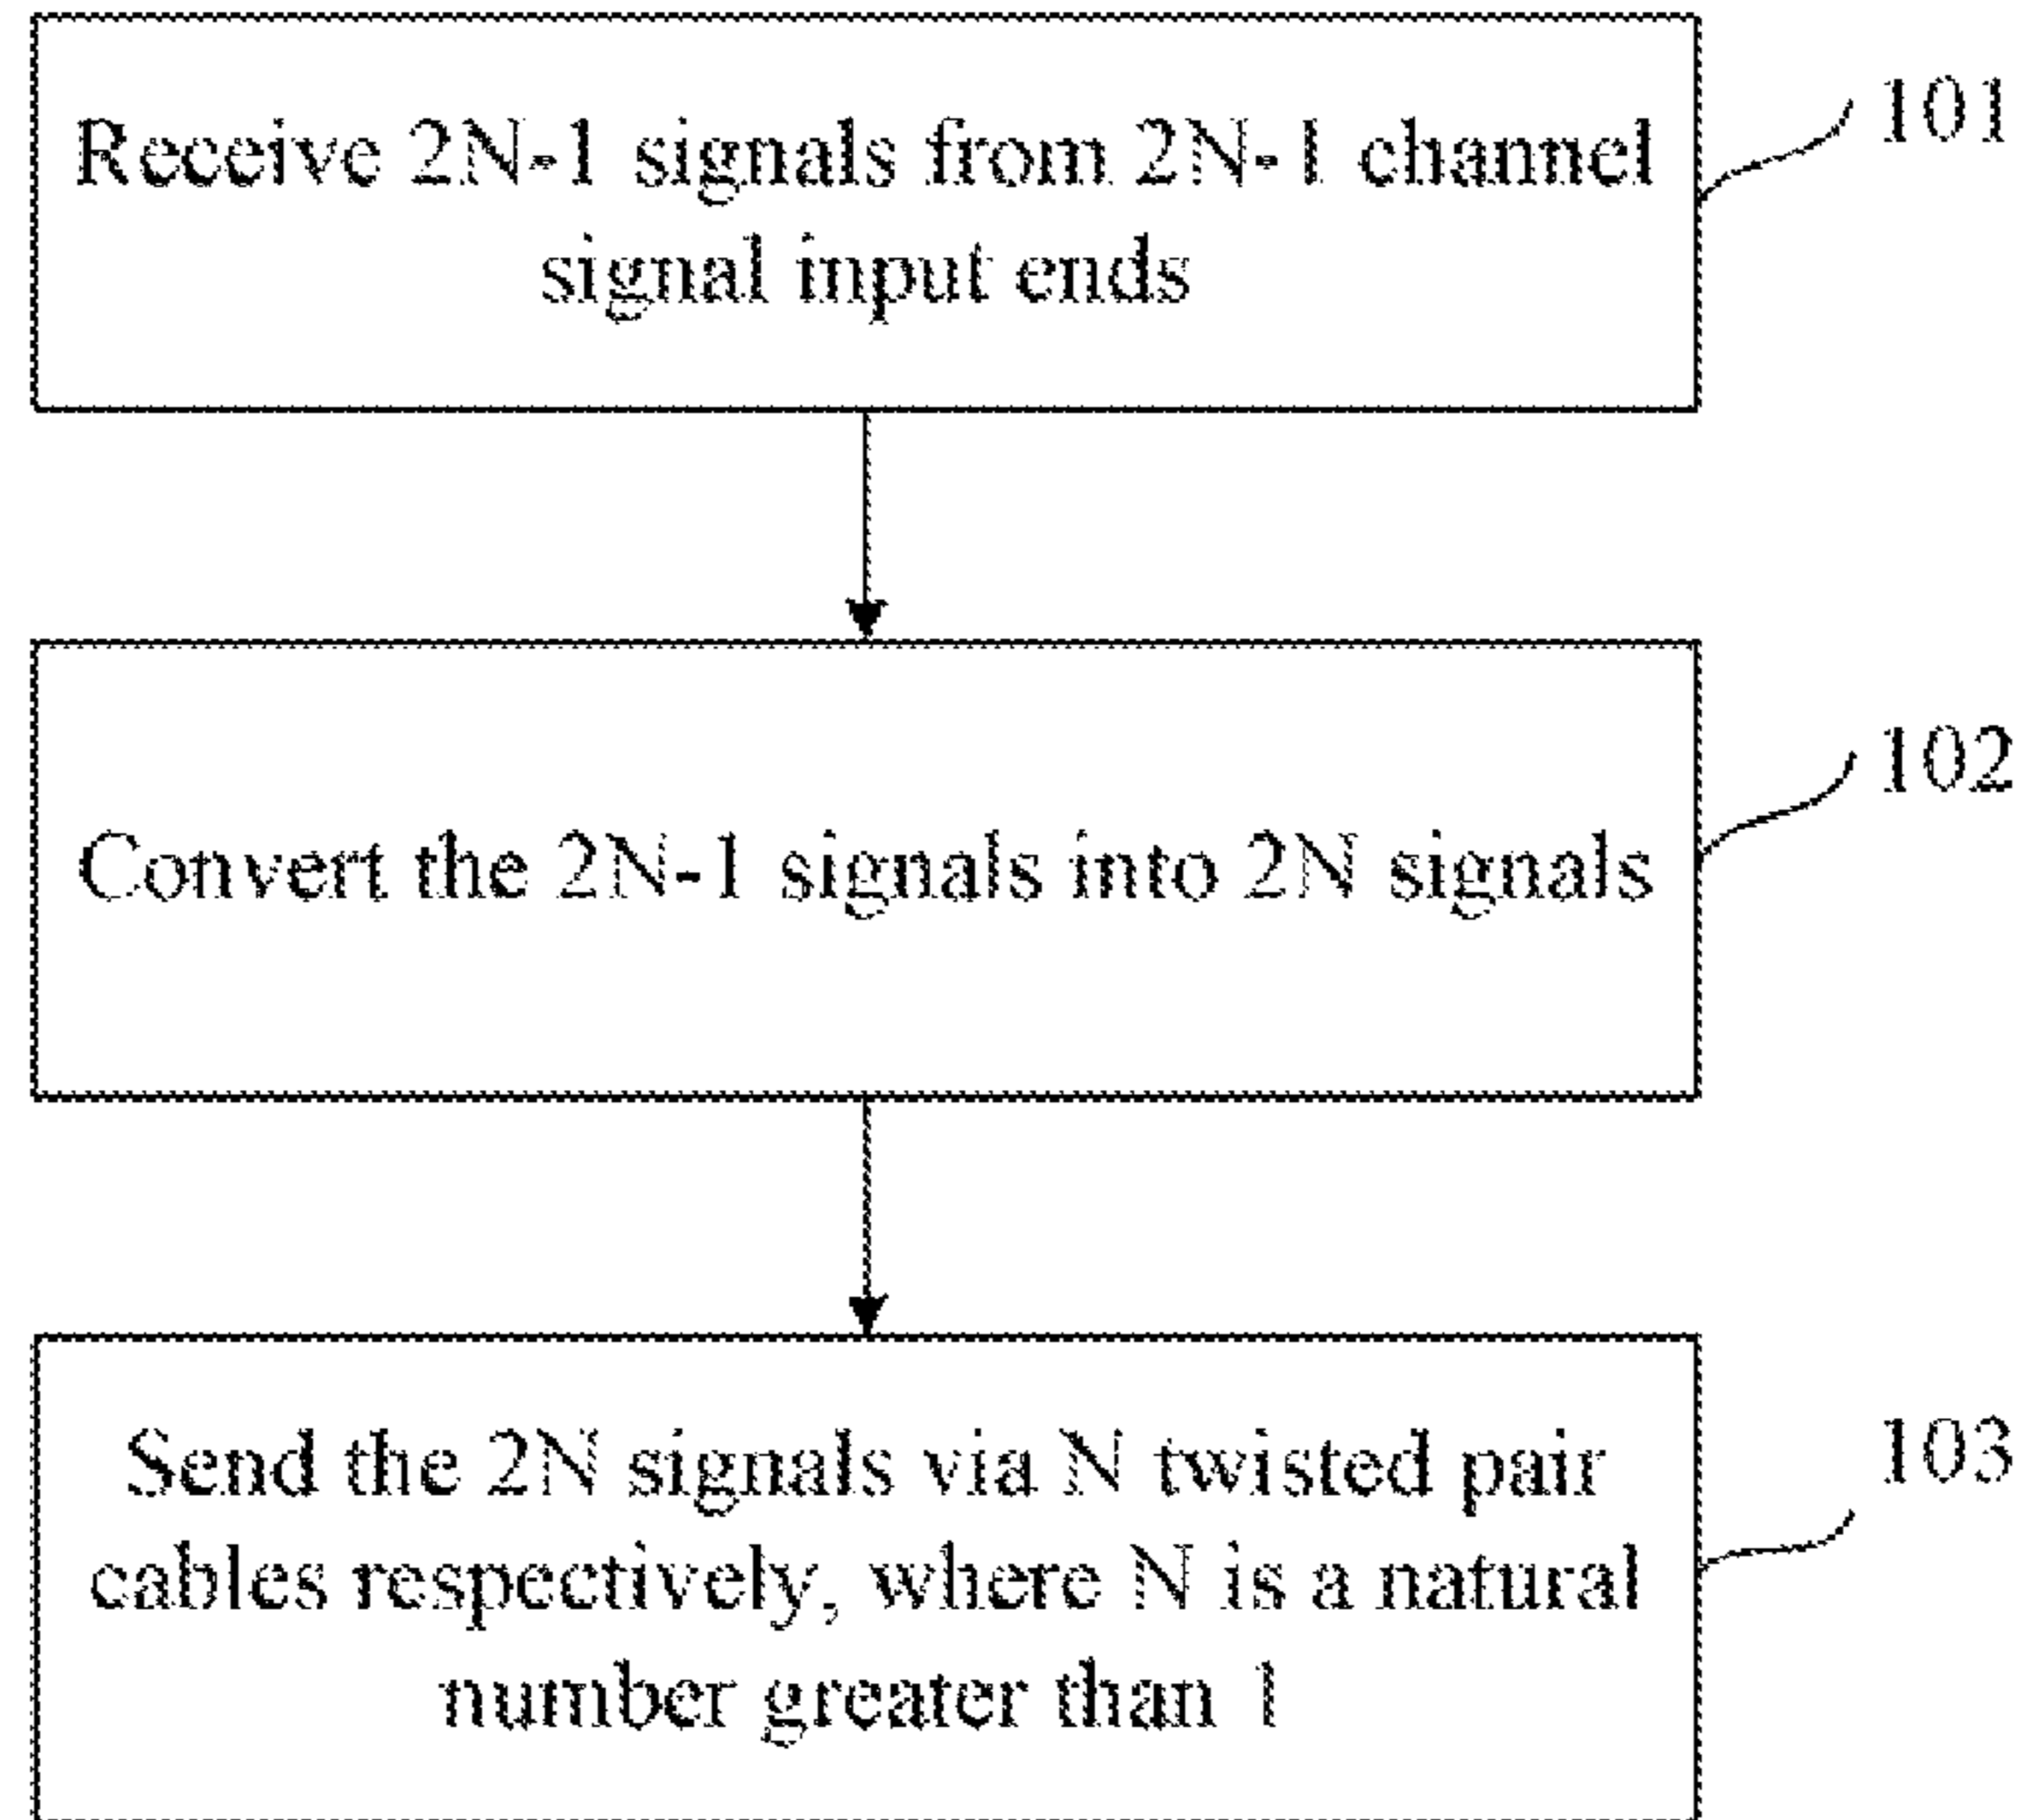 Receive 2N-1 signals from 2N-1 channel
signal input ends
101
Convert the 2N-1 signals into 2N signals
102
Send the 2N signals via N twisted pair
cables respectively, where N is a natural
number greater than 1
103